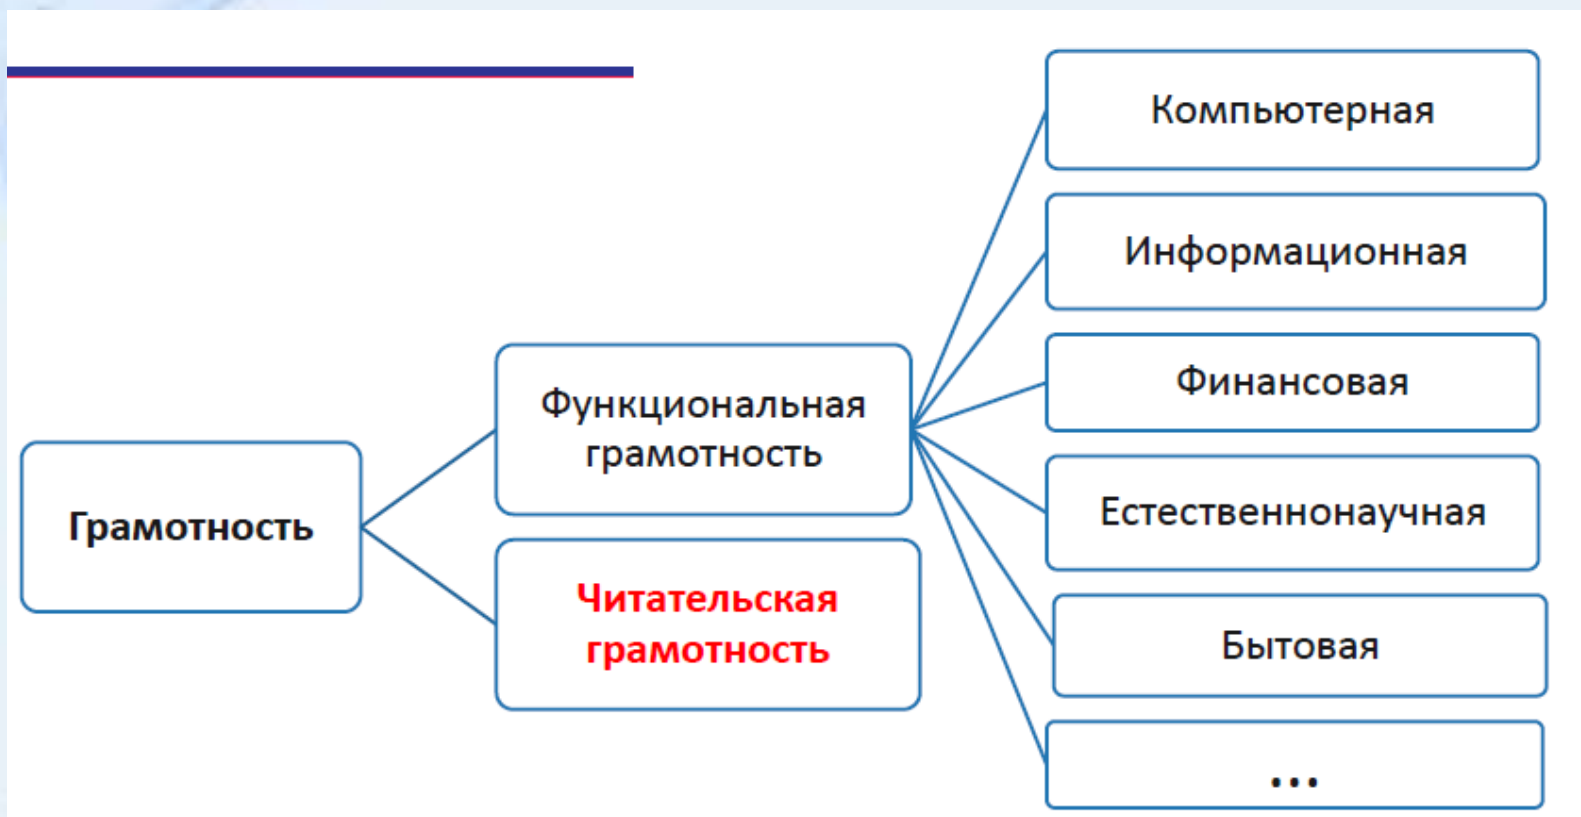 Грамотность
Функциональная
грамотность
Читательская
грамотность
Компьютерная
Информационная
Финансовая
Естественнонаучная
Бытовая
...